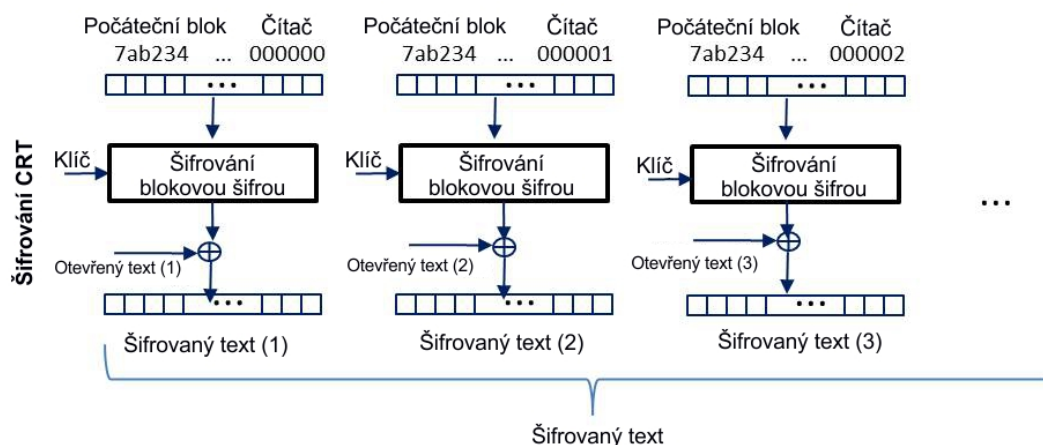 Počáteční blok Čítač Počáteční blok Čítač Počáteční blok Čítač
7ab234 ... 000000 7ab234 ... 000001 7ab234 ... 000002
...
...
...
Šifrování CRT
Klíč
Šifrování
blokovou šifrou
Klíč
Šifrování
blokovou šifrou
Klíč
Šifrování
blokovou šifrou
...
Otevřený text (1)
Otevřený text (2)
Otevřený text (3)
...
...
...
Šifrovaný text (1)
Šifrovaný text (2)
Šifrovaný text (3)
Šifrovaný text